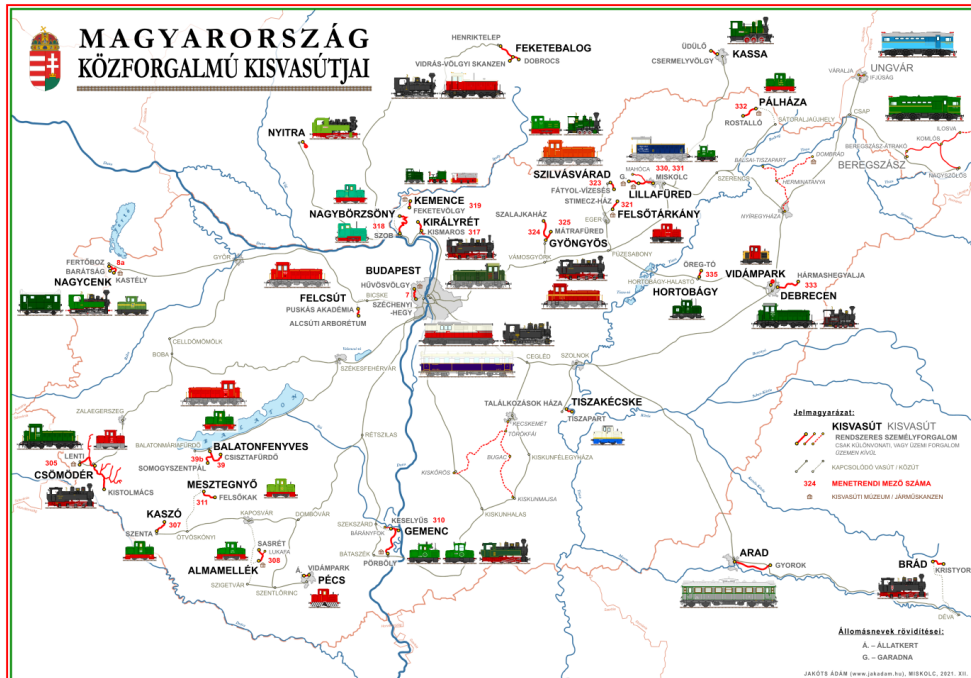 MAGYARORSZÁG
KÖZFORGALMÚ KISVASÚTJAI
HENRIKTELEP
FEKETEBALOG
VIDRÁS-VÖLGYI SKANZEN
DOBROCS
ÜDÜLŐ
CSERMELYVÖLGY
KASSA
UNGVÁR
VÁRALJA
IFJÚSÁG
PÁLHÁZA
332
ROSTALLÓ
SÁTORALJAÚJHELY
CSAP
BEREGSZÁSZ-ÁTRAKÓ
KOMLÓS
ILOSVA
BEREGSZÁSZ
NAGYSZŐLŐS
NYITRA
SZILVÁSVÁRAD
323
FÁTYOL-VÍZESÉS
STIMECZ-HÁZ
MAHÓCA
330, 331
G.
MISKOLC
LILLAFÜRED
321
FELSŐTÁRKÁNY
SZERENCS
BALSAI-TISZAPART
DOMBRÁD
HERMINATANYA
NYÍREGYHÁZA
KEMENCE
319
FEKETEVÖLGY
NAGYBÖRZSÖNY
318
SZOB
KIRÁLYRÉT
KISMAROS 317
SZALAJKAHÁZ
325
MÁTRAFÜRED
324
GYÖNGYÖS
EGER
VÁMOSGYÖRK
FÜZESABONY
FERTŐBOZ
8a
BARÁTSÁG
KASTÉLY
NAGYCENK
GYŐR
BUDAPEST
HŰVÖSVÖLGY
7
SZÉCHENYI
-HEGY
BICSKE
FELCSÚT
PUSKÁS AKADÉMIA
ALCSÚTI ARBORÉTUM
ÖREG-TÓ
335
HORTOBÁGY-HALASTÓ
HORTOBÁGY
VIDÁMPARK
HÁRMASHEGYALJA
333
DEBRECEN
CELLDÖMÖMÖLK
BOBA
SZÉKESFEHÉRVÁR
CEGLÉD
SZOLNOK
ZALAEGERSZEG
BALATON
TALÁLKOZÁSOK HÁZA
KECSKEMÉT
TÖRÖKFÁI
TISZAKÉCSKE
TISZAPART
BUGAC
KISKŐRÖS
KISKUNFÉLEGYHÁZA
KISKUNMAJSA
KISKUNHALAS
305
LENTI
CSÖMÖDÉR
KISTOLMÁCS
BALATONMÁRIAFÜRDŐ
BALATONFENYVES
39b
39
CSISZTAFÜRDŐ
SOMOGYSZENTPÁL
RÉTSZILAS
MESZTEGNYŐ
311
FELSŐKAK
KASZÓ
307
SZENTA
ÖTVÖSKÓNYI
KAPOSVÁR
DOMBÓVÁR
SZEKSZÁRD
KESELYŰS
310
BÁRÁNYFOK
GEMENC
BÁTASZÉK
PÖRBÖLY
SASRÉT
LUKAFA
308
ALMAMELLÉK
Á.
VIDÁMPARK
PÉCS
SZIGETVÁR
SZENTLŐRINC
ARAD
GYOROK
BRÁD
KRISTYOR
DÉVA
Jelmagyarázat:
KISVASÚT KISVASÚT
RENDSZERES SZEMÉLYFORGALOM
CSAK KÜLÖNVONATI, VAGY ÜZEMI FORGALOM
ÜZEMEN KÍVÜL
KAPCSOLÓDÓ VASÚT / KÖZÚT
324
MENETRENDI MEZŐ SZÁMA
KISVASÚTI MÚZEUM / JÁRMŰSKANZEN
Állomásnevek rövidítései:
Á. – ÁLLATKERT
G. – GARADNA
JAKÓTS ÁDÁM (www.jakadam.hu), MISKOLC, 2021. XII.